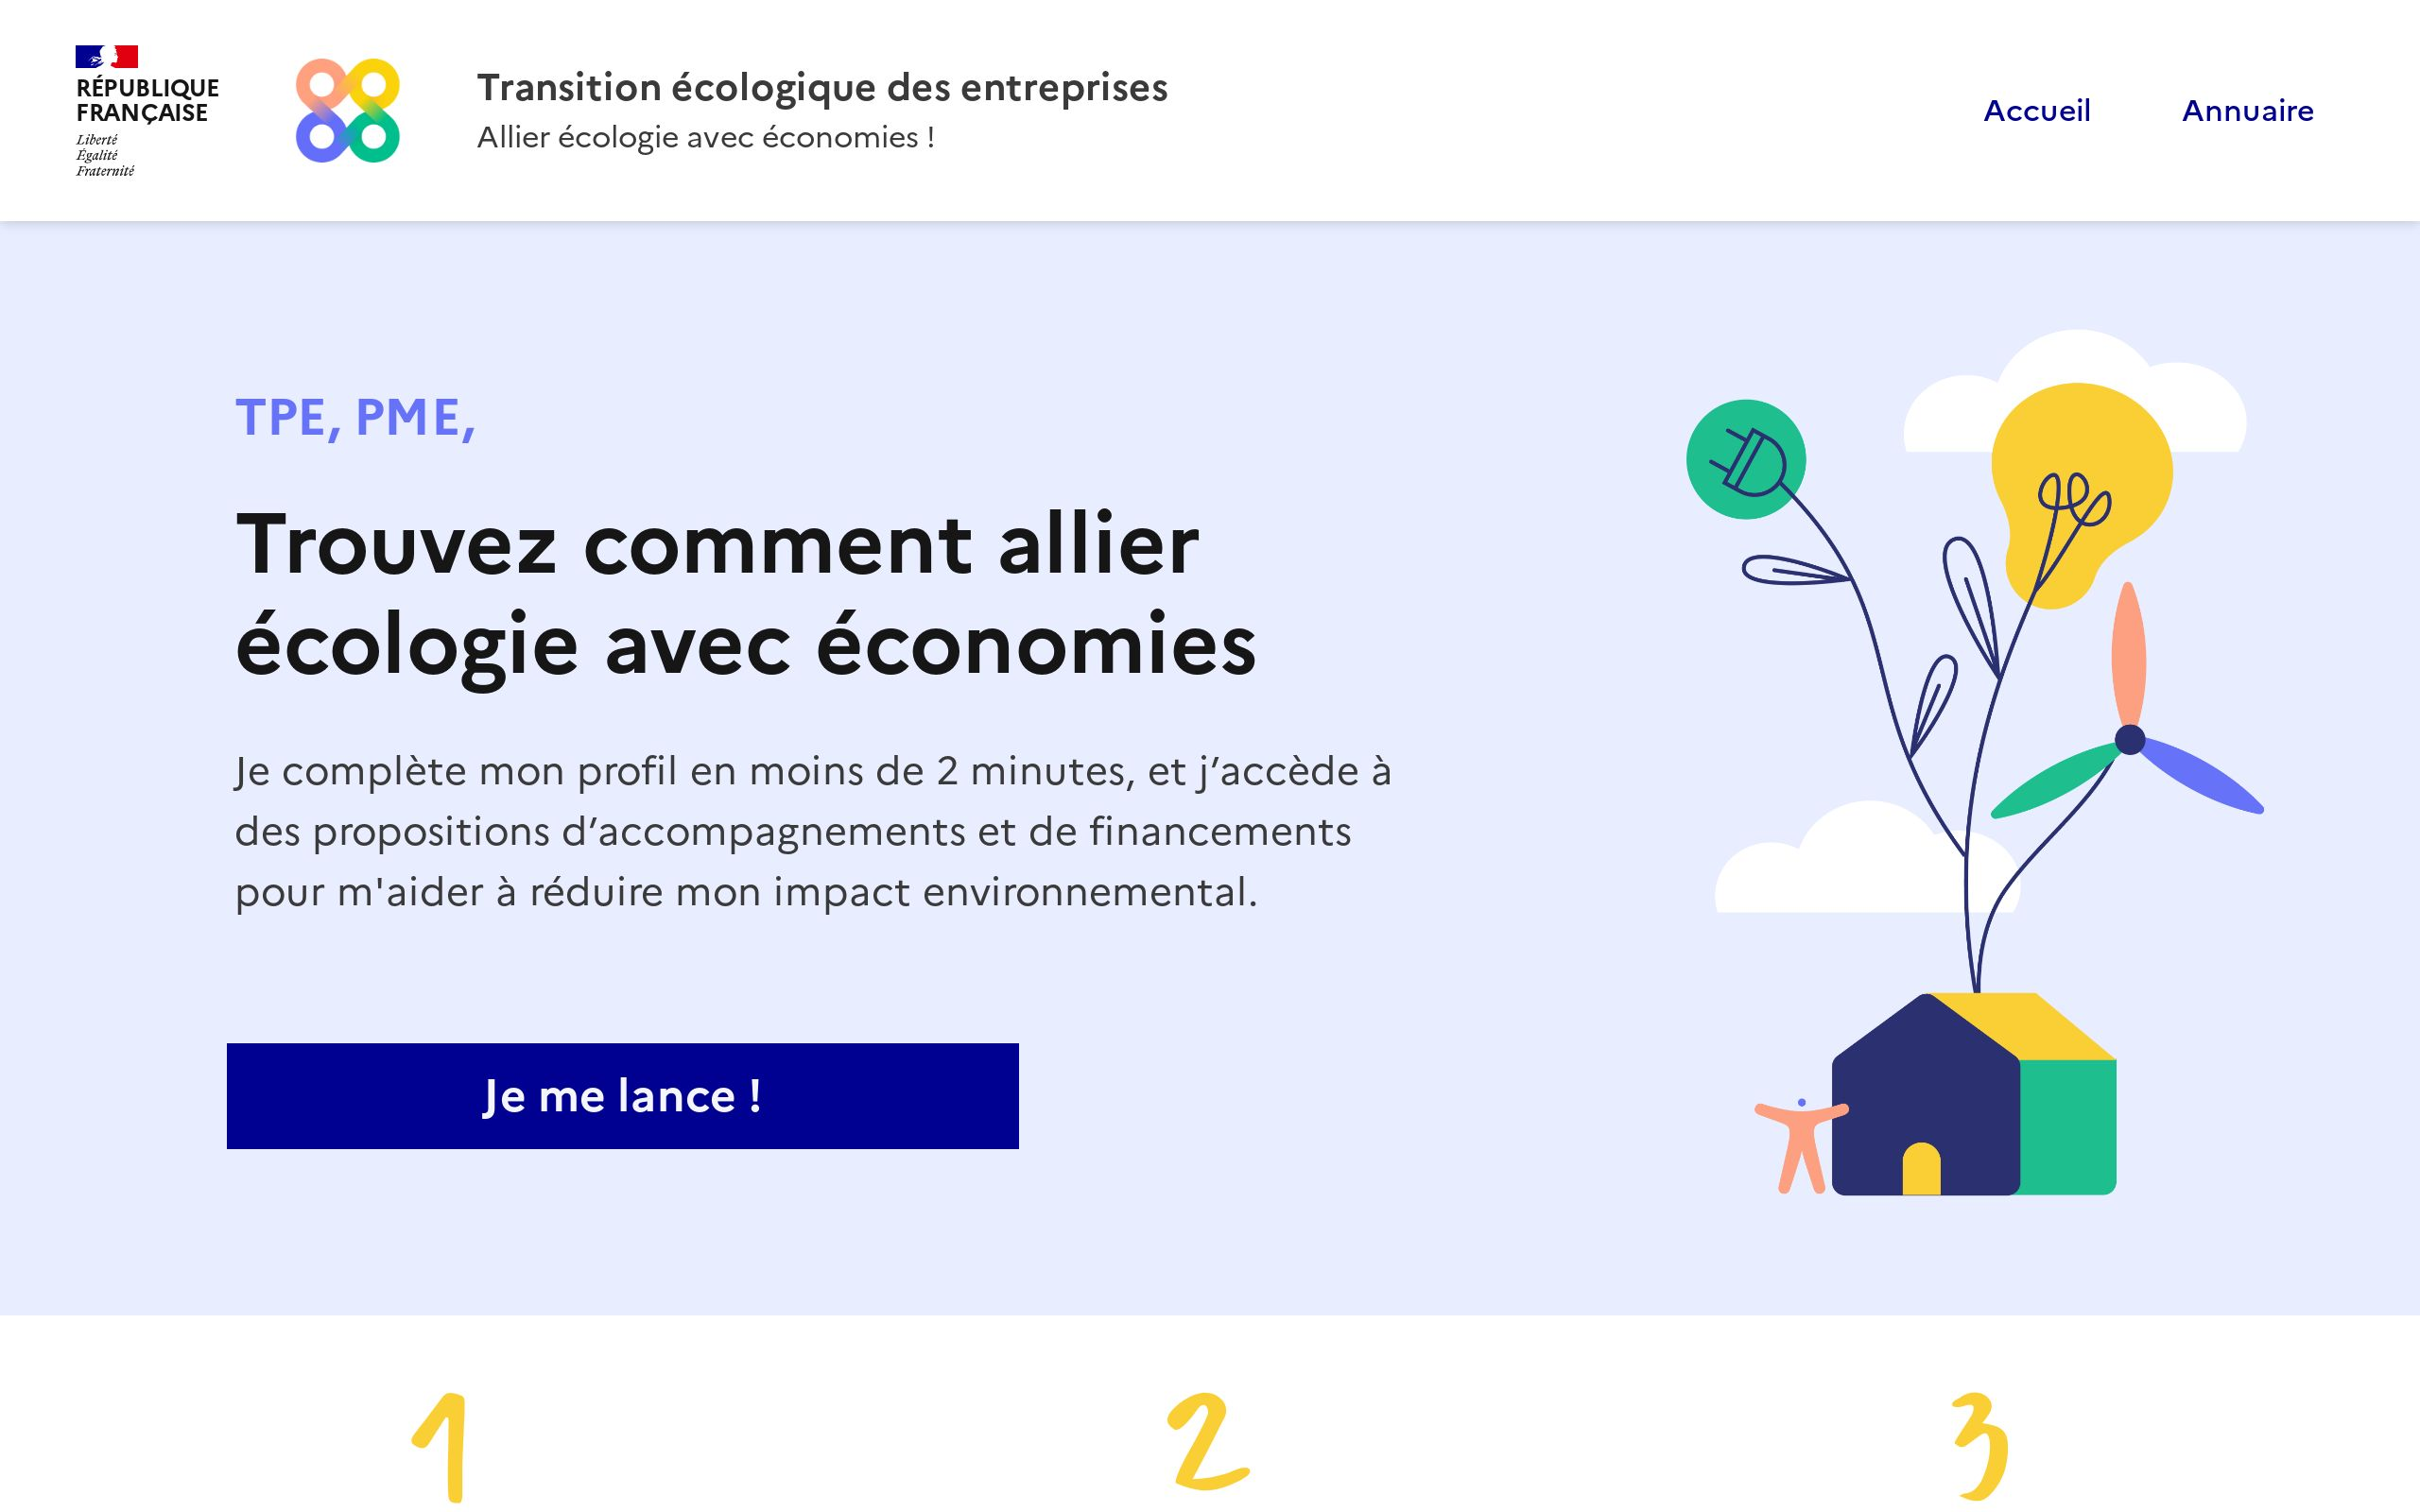 RÉPUBLIQUE
FRANÇAISE
Liberté
Égalité
Fraternité
Transition écologique des entreprises
Allier écologie avec économies !
Accueil
Annuaire
TPE, PME,
Trouvez comment allier
écologie avec économies
Je complète mon profil en moins de 2 minutes, et j’accède à
des propositions d’accompagnements et de financements
pour m'aider à réduire mon impact environnemental.
Je me lance !
1
2
3